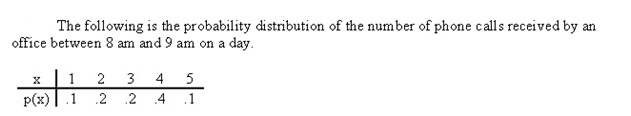 The following is the probability distribution of the number of phone calls received by an
office between 8 am and 9 am on a day.
x 1 2 3 4 5
p(x) .1 .2 .2 .4 .1